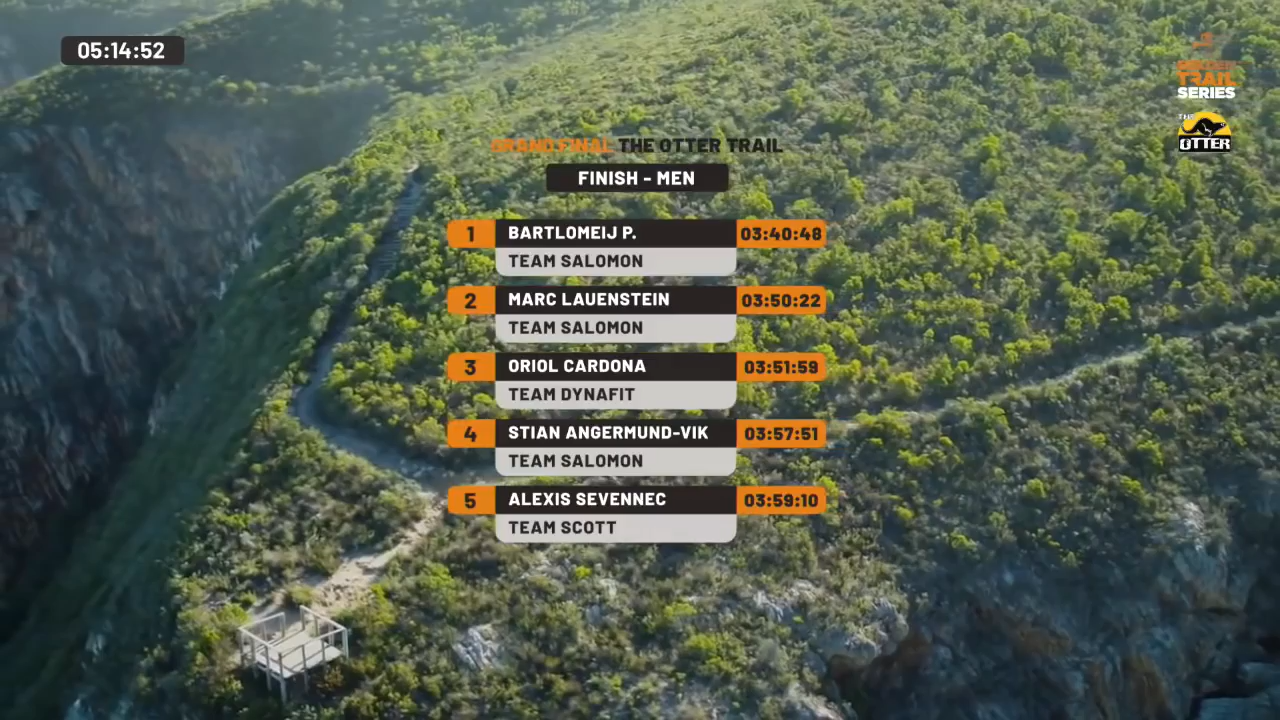 05:14:52
GOLDEN
TRAIL
SERIES
THE
OTTER
GRAND FINAL THE OTTER TRAIL
FINISH - MEN
1 BARTLOMEIJ P. 03:40:48
TEAM SALOMON
2 MARC LAUENSTEIN 03:50:22
TEAM SALOMON
3 ORIOL CARDONA 03:51:59
TEAM DYNAFIT
4 STIAN ANGERMUND-VIK 03:57:51
TEAM SALOMON
5 ALEXIS SEVENNEC 03:59:10
TEAM SCOTT